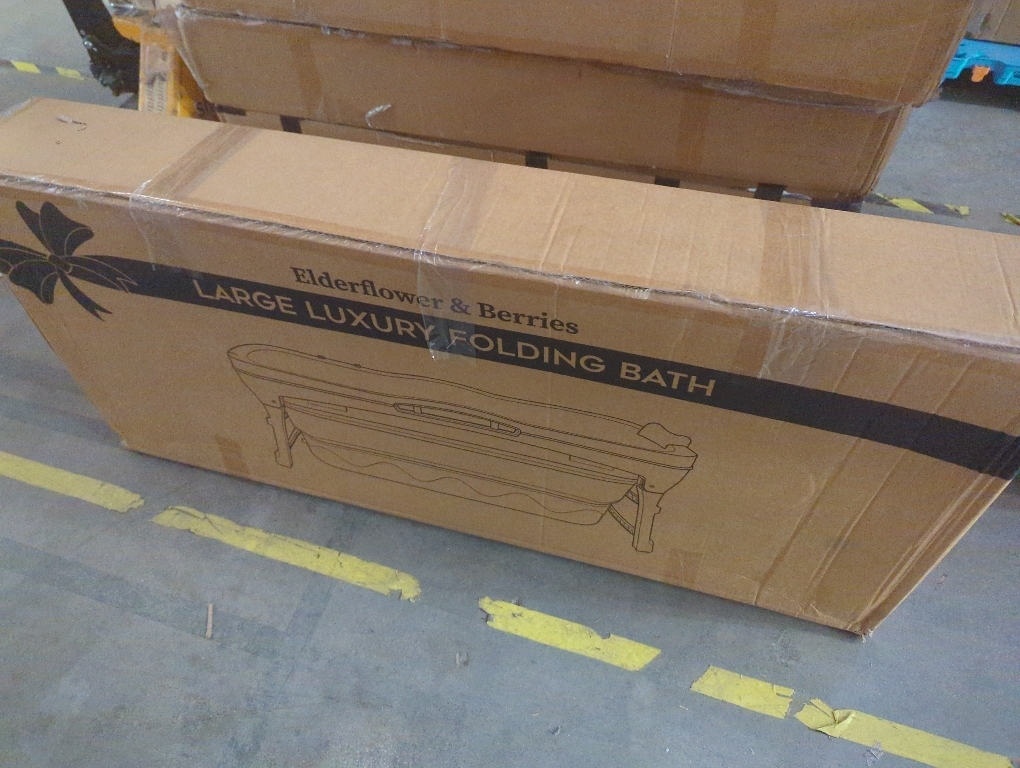 Elderflower & Berries
LARGE LUXURY FOLDING BATH